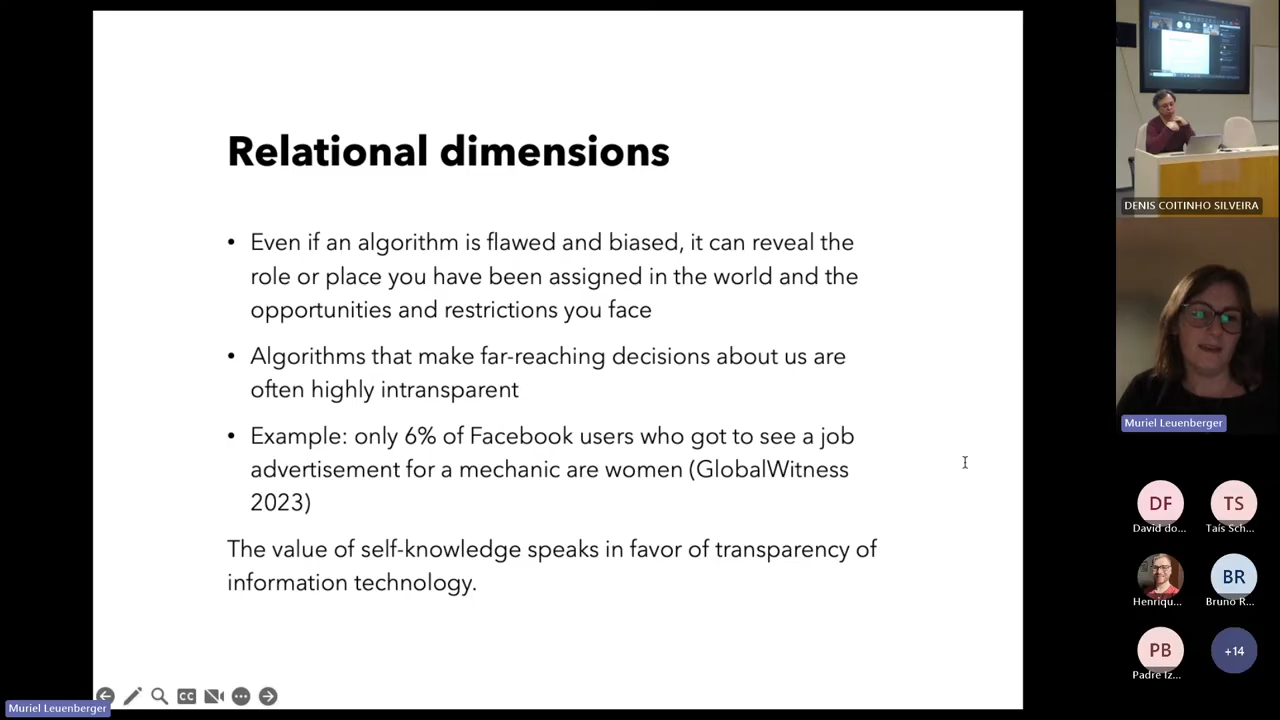 Relational dimensions
• Even if an algorithm is flawed and biased, it can reveal the
role or place you have been assigned in the world and the
opportunities and restrictions you face
• Algorithms that make far-reaching decisions about us are
often highly intransparent
• Example: only 6% of Facebook users who got to see a job
advertisement for a mechanic are women (GlobalWitness
2023)
The value of self-knowledge speaks in favor of transparency of
information technology.
CC
Muriel Leuenberger
DENIS COITINHO SILVEIRA
Muriel Leuenberger
DF
TS
David do...
Taís Sch...
BR
Henriqu...
Bruno R...
PB
+14
Padre Iz...